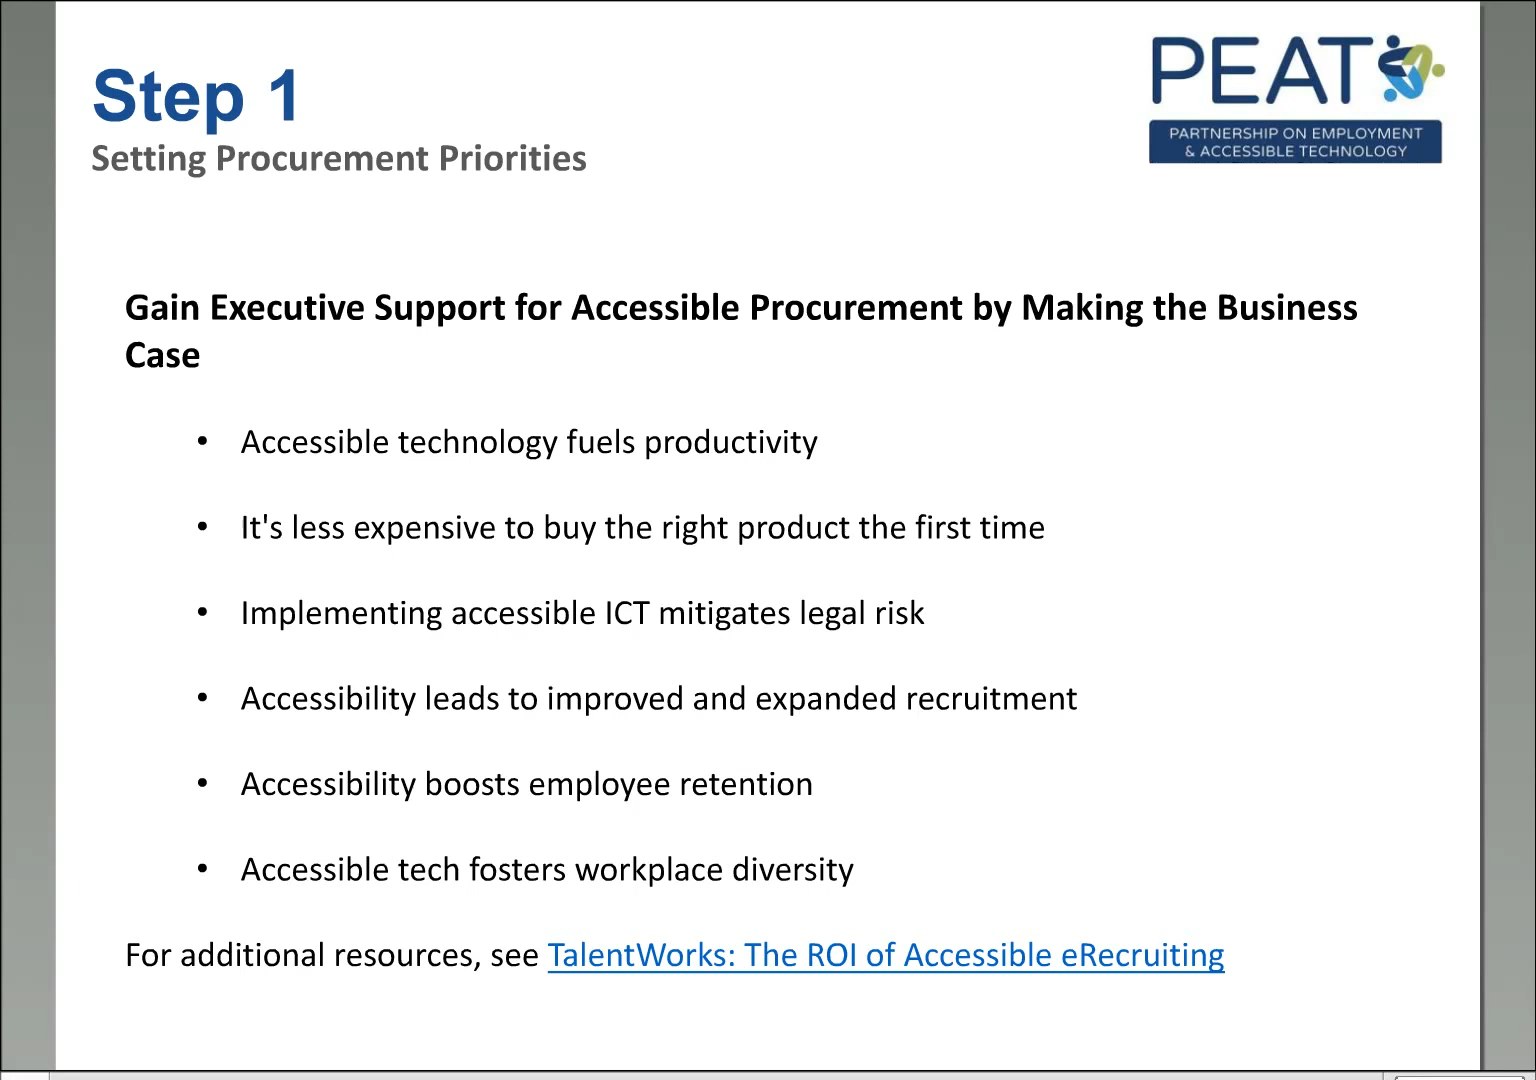 Step 1
Setting Procurement Priorities
PEAT
PARTNERSHIP ON EMPLOYMENT
& ACCESSIBLE TECHNOLOGY
Gain Executive Support for Accessible Procurement by Making the Business
Case
• Accessible technology fuels productivity
• It's less expensive to buy the right product the first time
• Implementing accessible ICT mitigates legal risk
• Accessibility leads to improved and expanded recruitment
• Accessibility boosts employee retention
• Accessible tech fosters workplace diversity
For additional resources, see TalentWorks: The ROI of Accessible eRecruiting